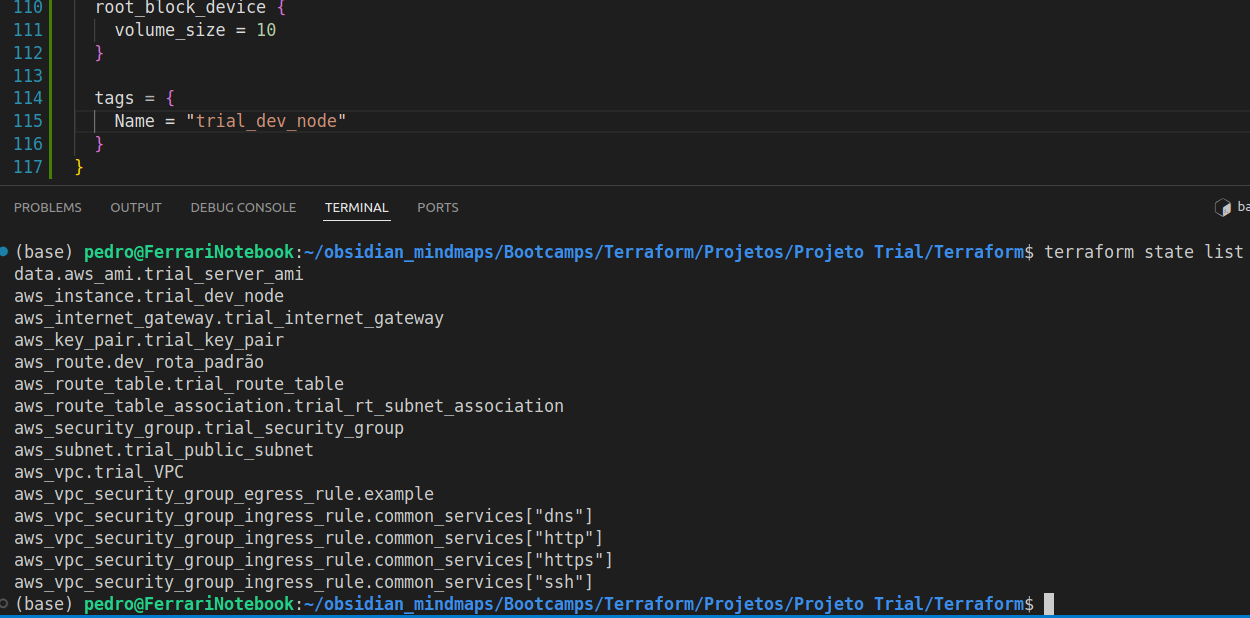 110 root_block_device {
111 volume_size = 10
112 }
113
114 tags = {
115 Name = "trial_dev_node"
116 }
117 }
PROBLEMS OUTPUT DEBUG CONSOLE TERMINAL PORTS ba
(base) pedro@FerrariNotebook:~/obsidian_mindmaps/Bootcamps/Terraform/Projetos/Projeto Trial/Terraform$ terraform state list
data.aws_ami.trial_server_ami
aws_instance.trial_dev_node
aws_internet_gateway.trial_internet_gateway
aws_key_pair.trial_key_pair
aws_route.dev_rota_padrão
aws_route_table.trial_route_table
aws_route_table_association.trial_rt_subnet_association
aws_security_group.trial_security_group
aws_subnet.trial_public_subnet
aws_vpc.trial_VPC
aws_vpc_security_group_egress_rule.example
aws_vpc_security_group_ingress_rule.common_services["dns"]
aws_vpc_security_group_ingress_rule.common_services["http"]
aws_vpc_security_group_ingress_rule.common_services["https"]
aws_vpc_security_group_ingress_rule.common_services["ssh"]
(base) pedro@FerrariNotebook:~/obsidian_mindmaps/Bootcamps/Terraform/Projetos/Projeto Trial/Terraform$